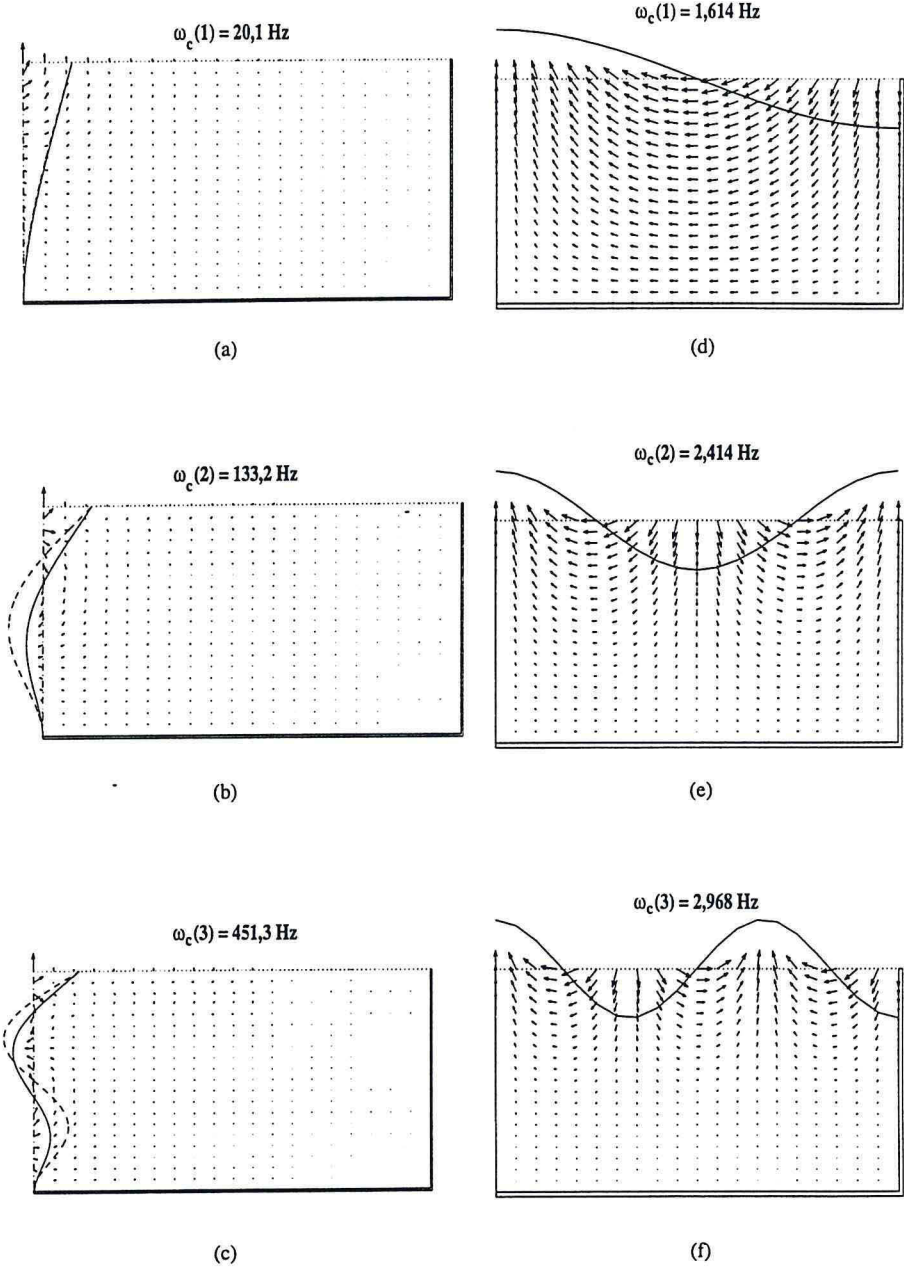 ω_c(1) = 20,1 Hz
ω_c(1) = 1,614 Hz
(a)
(d)
ω_c(2) = 133,2 Hz
ω_c(2) = 2,414 Hz
(b)
(e)
ω_c(3) = 451,3 Hz
ω_c(3) = 2,968 Hz
(c)
(f)